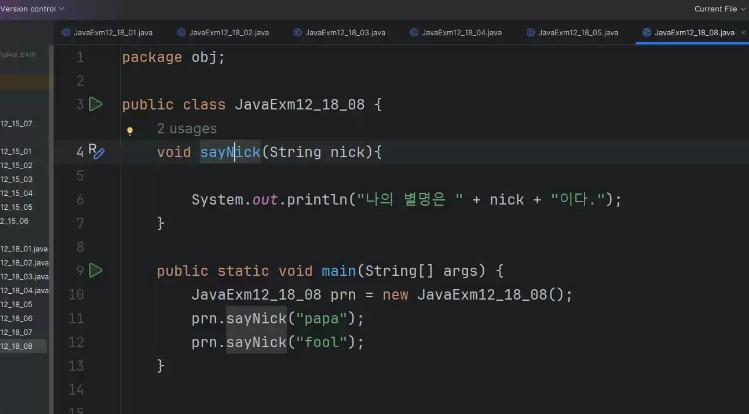 Version control
Current File
JavaExm12_18_01.java
JavaExm12_18_02.java
JavaExm12_18_03.java
JavaExm12_18_04.java
JavaExm12_18_05.java
JavaExm12_18_08.java
java_exm
12_15_07
12_15_01
12_15_02
12_15_03
12_15_04
12_15_05
2_15_06
12_18_01.java
12_18_02.java
12_18_03.java
12_18_04.java
12_18_05
12_18_06
12_18_07
12_18_08
1 package obj;
2
3 public class JavaExm12_18_08 {
2 usages
4 void sayNick(String nick){
5
6 System.out.println("나의 별명은 " + nick + "이다.");
7 }
8
9 public static void main(String[] args) {
10 JavaExm12_18_08 prn = new JavaExm12_18_08();
11 prn.sayNick("papa");
12 prn.sayNick("fool");
13 }
14
15